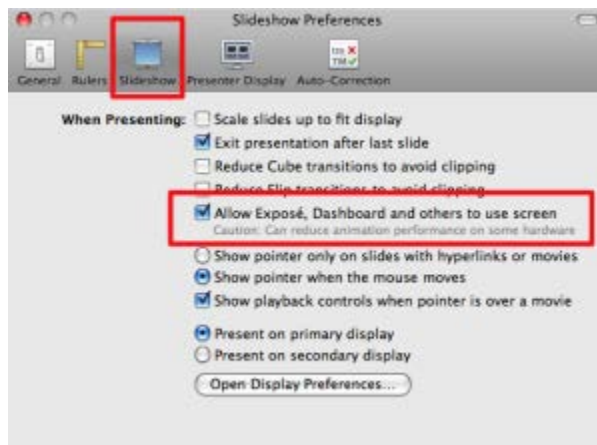 Slideshow Preferences
General Rulers Slideshow Presenter Display Auto-Correction
When Presenting: Scale slides up to fit display
Exit presentation after last slide
Reduce Cube transitions to avoid clipping
Reduce Flip transitions to avoid clipping
Allow Exposé, Dashboard and others to use screen
Caution: Can reduce animation performance on some hardware
Show pointer only on slides with hyperlinks or movies
Show pointer when the mouse moves
Show playback controls when pointer is over a movie
Present on primary display
Present on secondary display
Open Display Preferences...